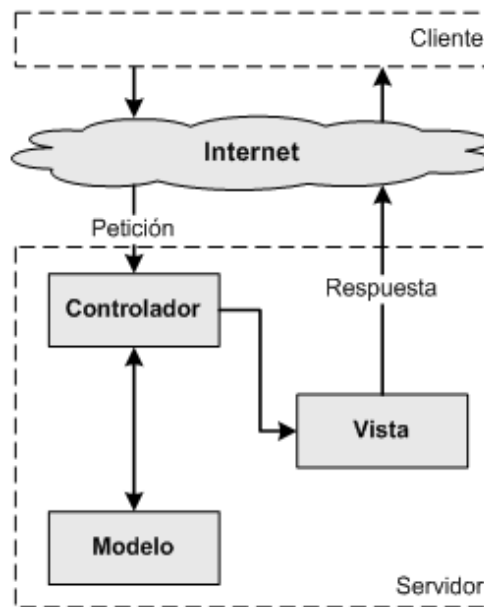 Cliente
Internet
Petición
Controlador
Respuesta
Vista
Modelo
Servidor